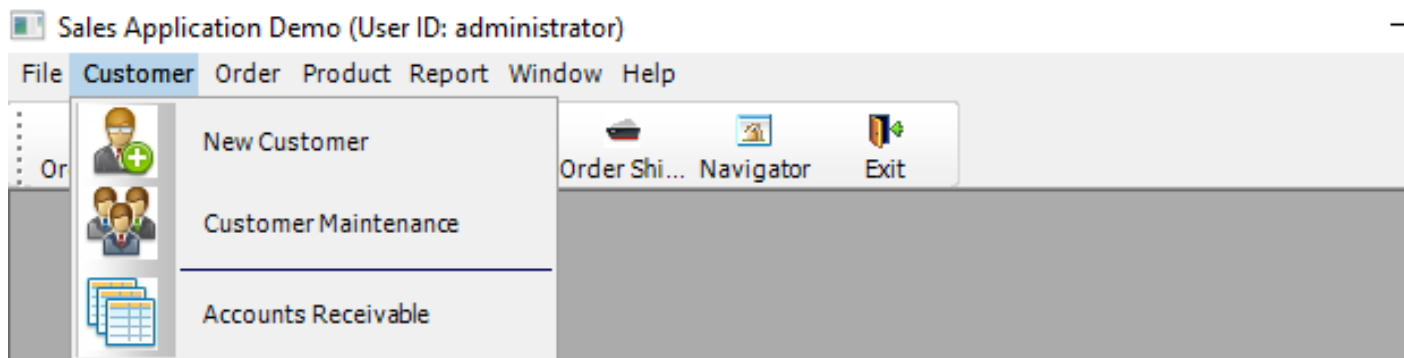 Sales Application Demo (User ID: administrator)
File Customer Order Product Report Window Help
New Customer
Or
Order Shi... Navigator Exit
Customer Maintenance
Accounts Receivable